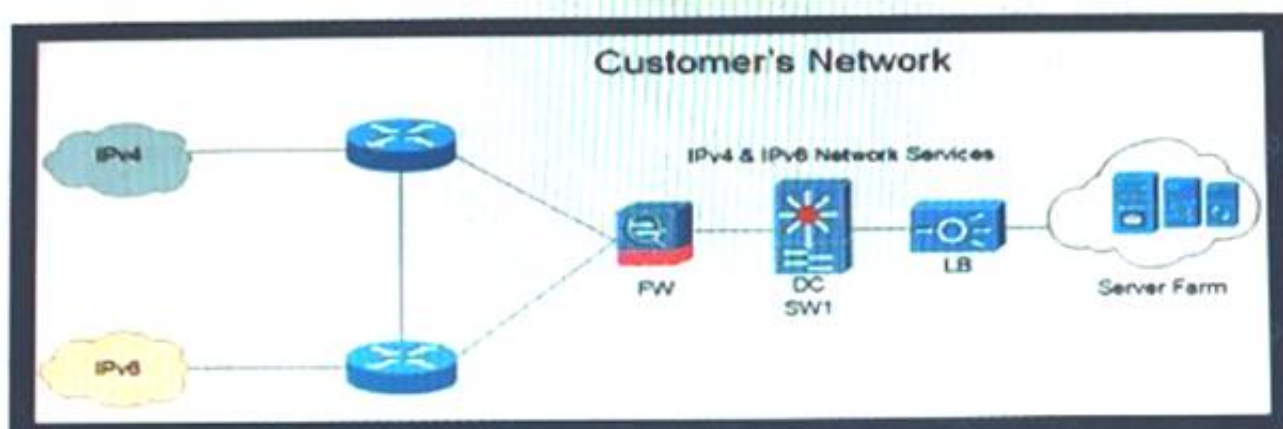 Customer's Network
IPv4
IPv4 & IPv6 Network Services
FW
DC
SW1
LB
Server Farm
IPv6